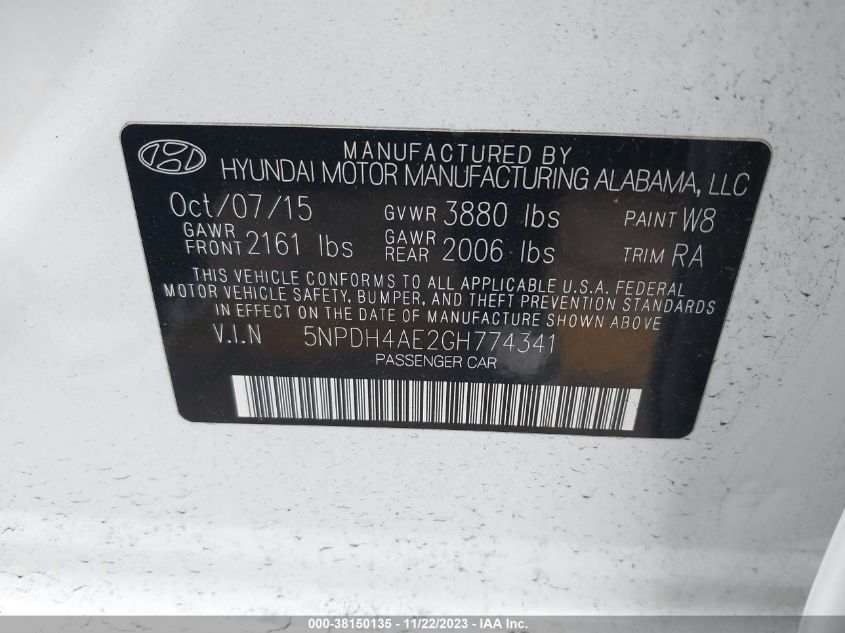 MANUFACTURED BY
HYUNDAI MOTOR MANUFACTURING ALABAMA, LLC
Oct/07/15 GVWR 3880 lbs PAINT W8
GAWR FRONT 2161 lbs GAWR REAR 2006 lbs TRIM RA
THIS VEHICLE CONFORMS TO ALL APPLICABLE U.S.A. FEDERAL
MOTOR VEHICLE SAFETY, BUMPER, AND THEFT PREVENTION STANDARDS
IN EFFECT ON THE DATE OF MANUFACTURE SHOWN ABOVE.
V.I.N 5NPDH4AE2GH774341
PASSENGER CAR
000-38150135 - 11/22/2023 - IAA Inc.